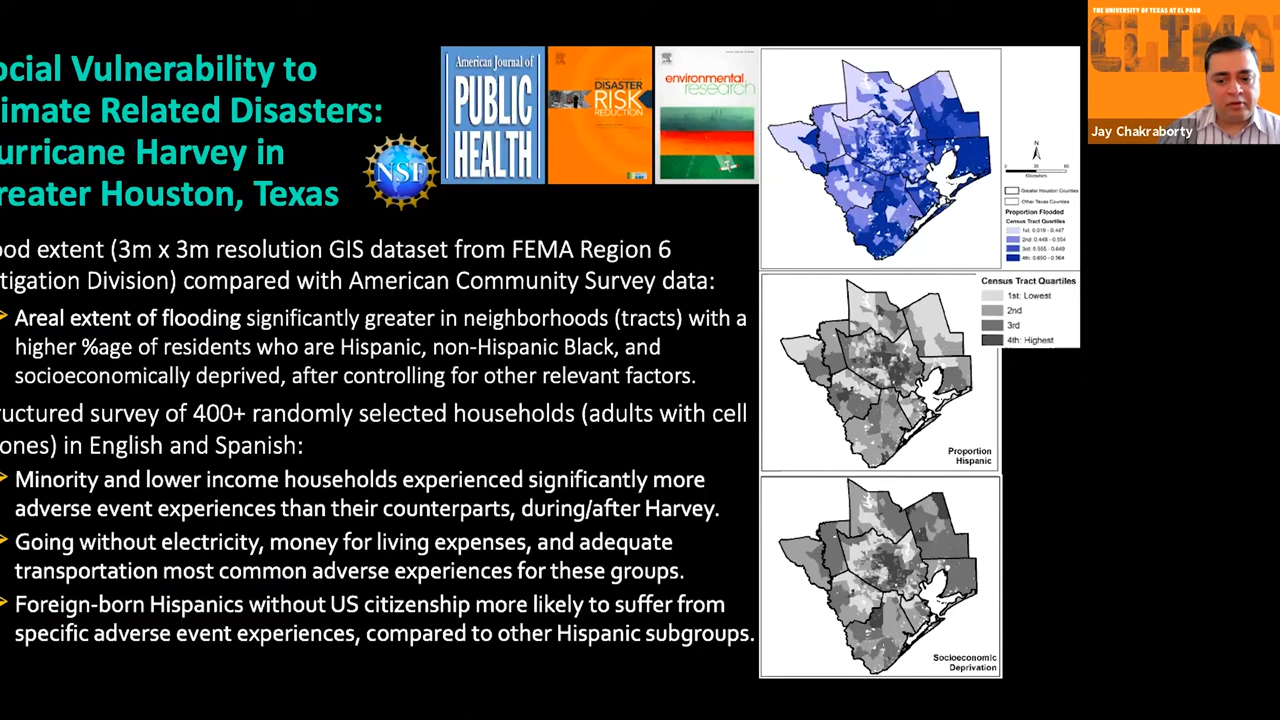 ocial Vulnerability to
limate Related Disasters:
urricane Harvey in
reater Houston, Texas
NSF
American Journal of
PUBLIC
HEALTH
DISASTER
RISK
REDUCTION
environmental
research
ood extent (3m x 3m resolution GIS dataset from FEMA Region 6
itigation Division) compared with American Community Survey data:
Areal extent of flooding significantly greater in neighborhoods (tracts) with a
higher %age of residents who are Hispanic, non-Hispanic Black, and
socioeconomically deprived, after controlling for other relevant factors.
ructured survey of 400+ randomly selected households (adults with cell
ones) in English and Spanish:
Minority and lower income households experienced significantly more
adverse event experiences than their counterparts, during/after Harvey.
Going without electricity, money for living expenses, and adequate
transportation most common adverse experiences for these groups.
Foreign-born Hispanics without US citizenship more likely to suffer from
specific adverse event experiences, compared to other Hispanic subgroups.
N
Kilometers
Greater Houston Counties
Other Texas Counties
Proportion Flooded
Census Tract Quartiles
1st: 0.019 - 0.447
2nd: 0.448 - 0.554
3rd: 0.555 - 0.649
4th: 0.650 - 0.964
Census Tract Quartiles
1st: Lowest
2nd
3rd
4th: Highest
Proportion
Hispanic
Socioeconomic
Deprivation
THE UNIVERSITY OF TEXAS AT EL PASO
CLIMA
Jay Chakraborty